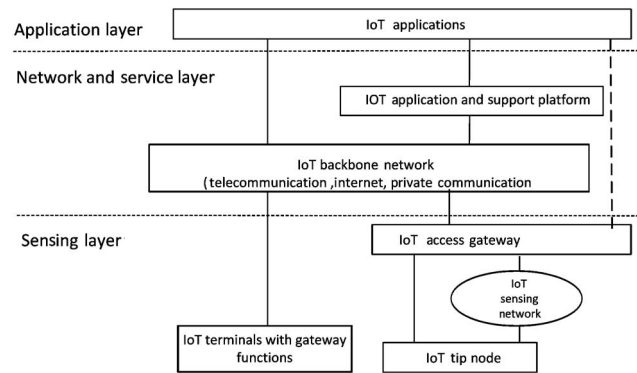 Application layer
IoT applications
Network and service layer
IOT application and support platform
IoT backbone network
(telecommunication ,internet, private communication
Sensing layer
IoT access gateway
IoT
sensing
network
IoT terminals with gateway
functions
IoT tip node